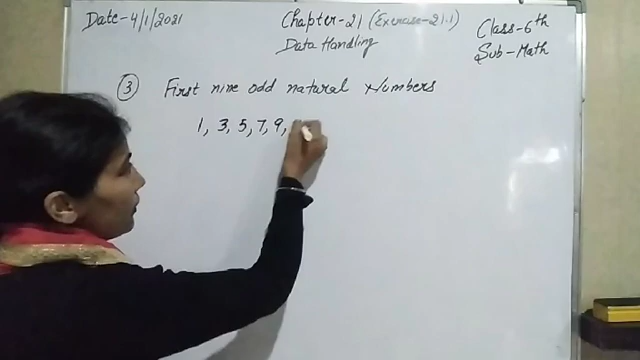 Date-4/1/2021
Chapter-21 (Exercise-21.1)
Data Handling
Class-6th
Sub-Math
③ First nine odd natural Numbers
1, 3, 5, 7, 9,